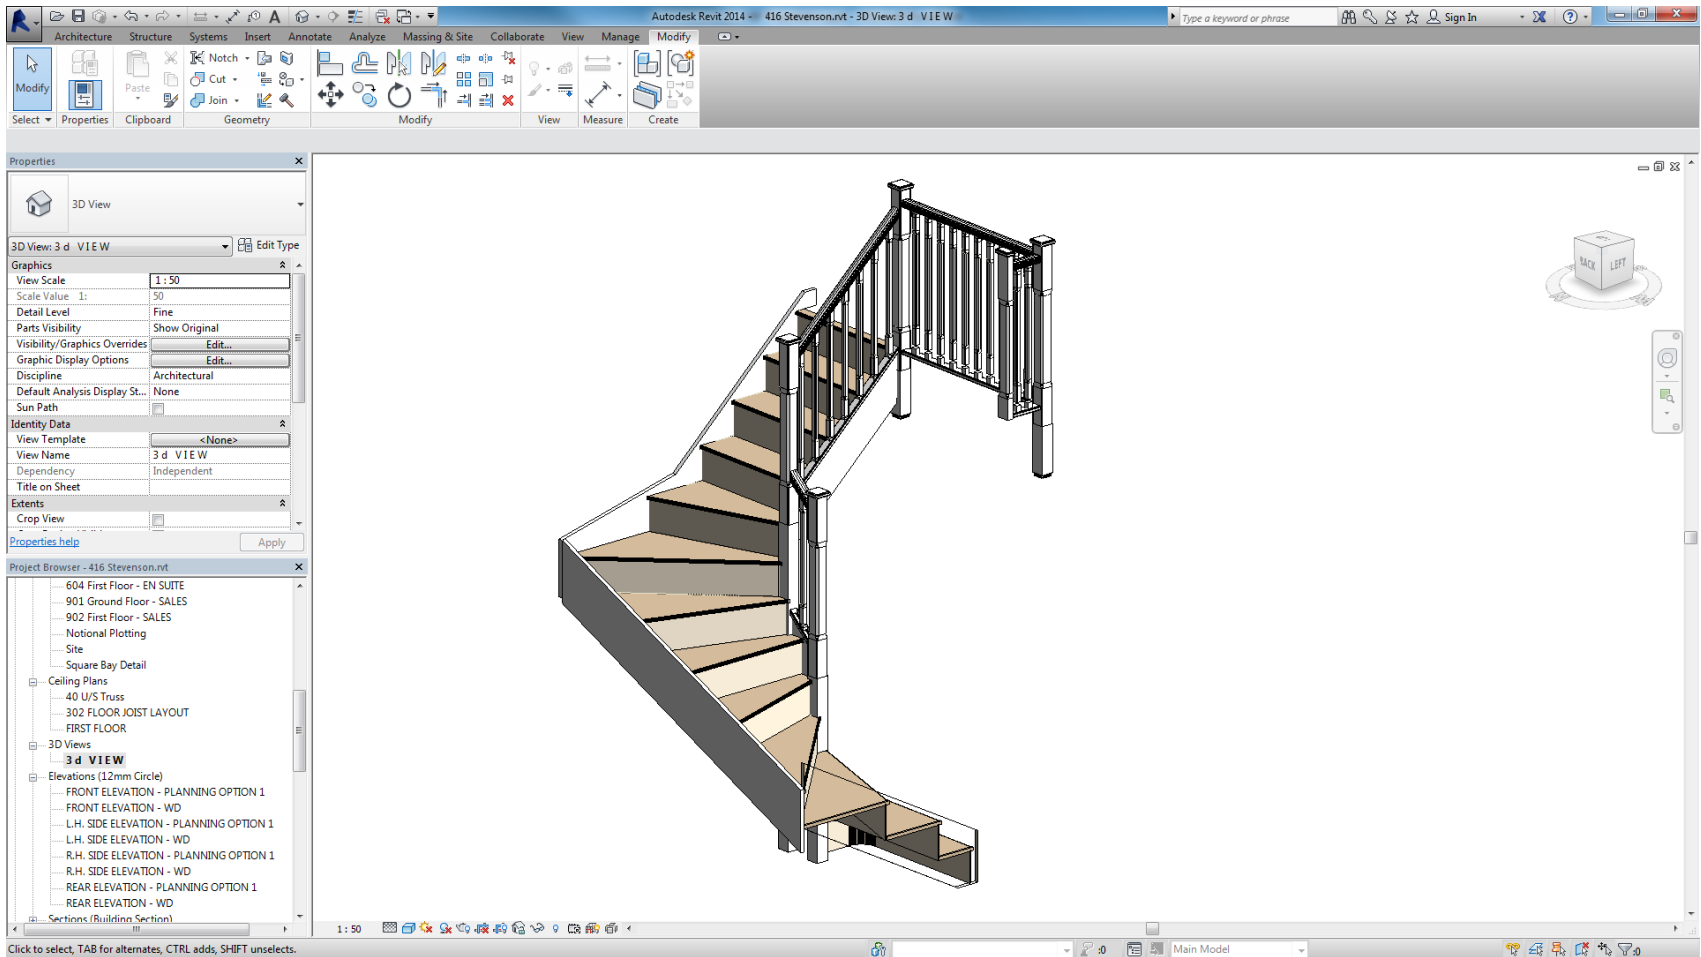 Autodesk Revit 2014 - 416 Stevenson.rvt - 3D View: 3 d V I E W
Type a keyword or phrase
Sign In
Architecture Structure Systems Insert Annotate Analyze Massing & Site Collaborate View Manage Modify
Modify
Paste
Notch
Cut
Join
Select Properties Clipboard Geometry Modify View Measure Create
Properties
3D View
3D View: 3 d V I E W
Edit Type
Graphics
View Scale 1 : 50
Scale Value 1: 50
Detail Level Fine
Parts Visibility Show Original
Visibility/Graphics Overrides Edit...
Graphic Display Options Edit...
Discipline Architectural
Default Analysis Display St... None
Sun Path
Identity Data
View Template <None>
View Name 3 d V I E W
Dependency Independent
Title on Sheet
Extents
Crop View
Properties help
Apply
Project Browser - 416 Stevenson.rvt
604 First Floor - EN SUITE
901 Ground Floor - SALES
902 First Floor - SALES
Notional Plotting
Site
Square Bay Detail
Ceiling Plans
40 U/S Truss
302 FLOOR JOIST LAYOUT
FIRST FLOOR
3D Views
3 d V I E W
Elevations (12mm Circle)
FRONT ELEVATION - PLANNING OPTION 1
FRONT ELEVATION - WD
L.H. SIDE ELEVATION - PLANNING OPTION 1
L.H. SIDE ELEVATION - WD
R.H. SIDE ELEVATION - PLANNING OPTION 1
R.H. SIDE ELEVATION - WD
REAR ELEVATION - PLANNING OPTION 1
REAR ELEVATION - WD
Sections (Building Section)
BACK LEFT
1 : 50
Click to select, TAB for alternates, CTRL adds, SHIFT unselects.
:0
Main Model
:0